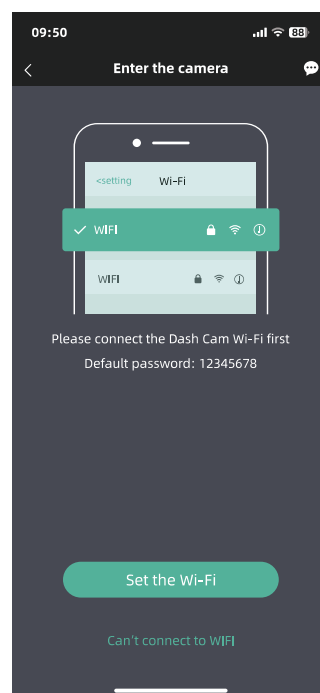 09:50
88
Enter the camera
<setting Wi-Fi
WIFI
WIFI
Please connect the Dash Cam Wi-Fi first
Default password: 12345678
Set the Wi-Fi
Can't connect to WIFI